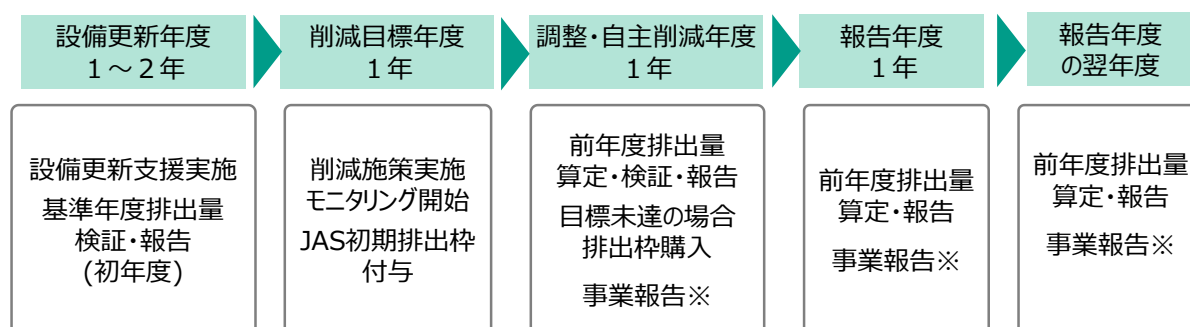 設備更新年度
１～２年
削減目標年度
１年
調整・自主削減年度
１年
報告年度
１年
報告年度
の翌年度
設備更新支援実施
基準年度排出量
検証・報告
(初年度)
削減施策実施
モニタリング開始
JAS初期排出枠
付与
前年度排出量
算定・検証・報告
目標未達の場合
排出枠購入
事業報告※
前年度排出量
算定・報告
事業報告※
前年度排出量
算定・報告
事業報告※